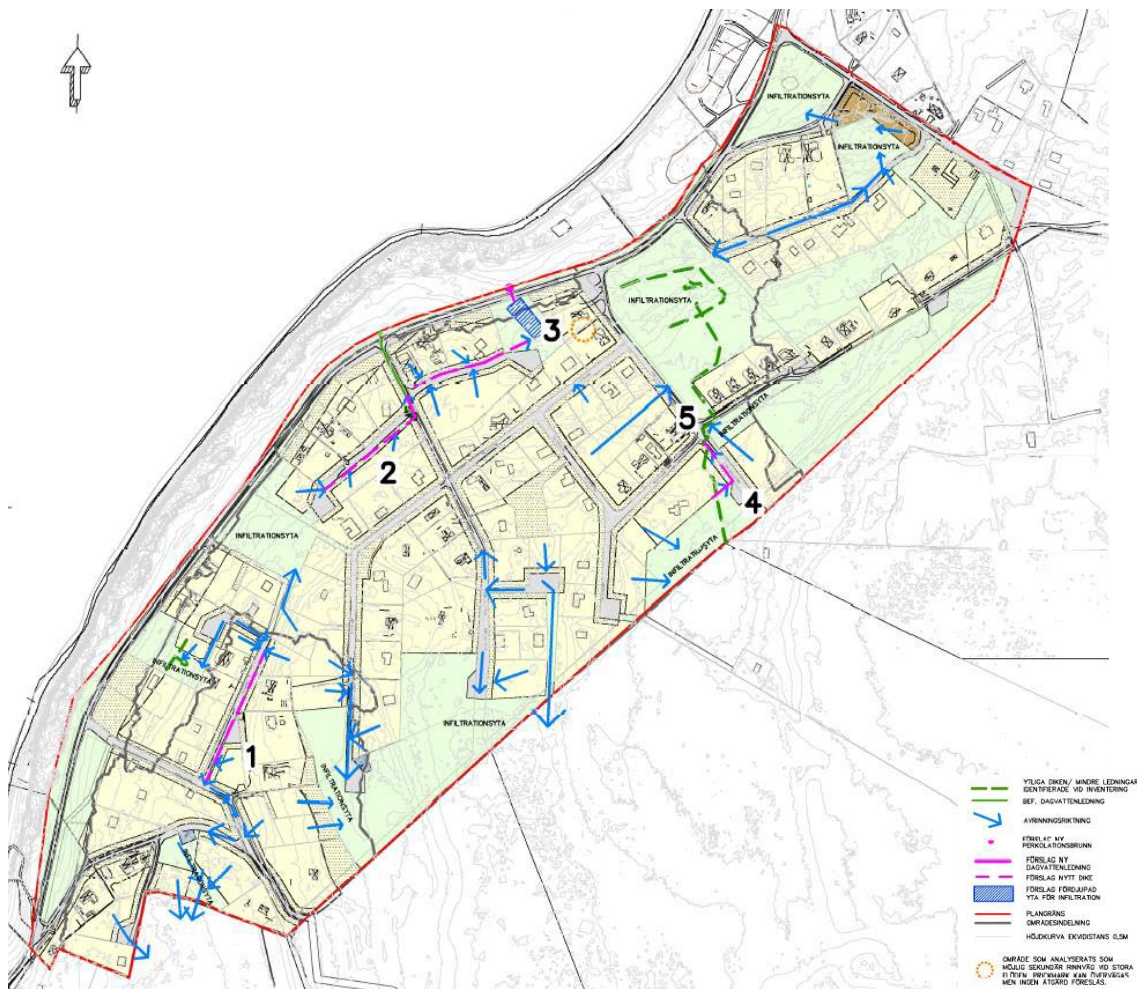 INFILTRATIONSYTA
INFILTRATIONSYTA
INFILTRATIONSYTA
3
5
INFILTRATIONSYTA
2
4
INFILTRATIONSYTA
INFILTRATIONSYTA
INFILTRATIONSYTA
INFILTRATIONSYTA
1
INFILTRATIONSYTA
INFILTRATIONSYTA
YTLIGA DIKEN/ MINDRE LEDNINGAR
IDENTIFIERADE VID INVENTERING
BEF. DAGVATTENLEDNING
AVRINNINGSRIKTNING
FÖRSLAG NY
PERKOLATIONSBRUNN
FÖRSLAG NY
DAGVATTENLEDNING
FÖRSLAG NYTT DIKE
FÖRSLAG FÖRDJUPAD
YTA FÖR INFILTRATION
PLANGRÄNS
OMRÅDESINDELNING
HÖJDKURVA EKVIDISTANS 0,5M
OMRÅDE SOM ANALYSERATS SOM
MÖJLIG SEKUNDÄR RINNVÄG VID STORA
FLÖDEN. PRICKMARK KAN ÖVERVÄGAS
MEN INGEN ÅTGÄRD FÖRESLÅS.